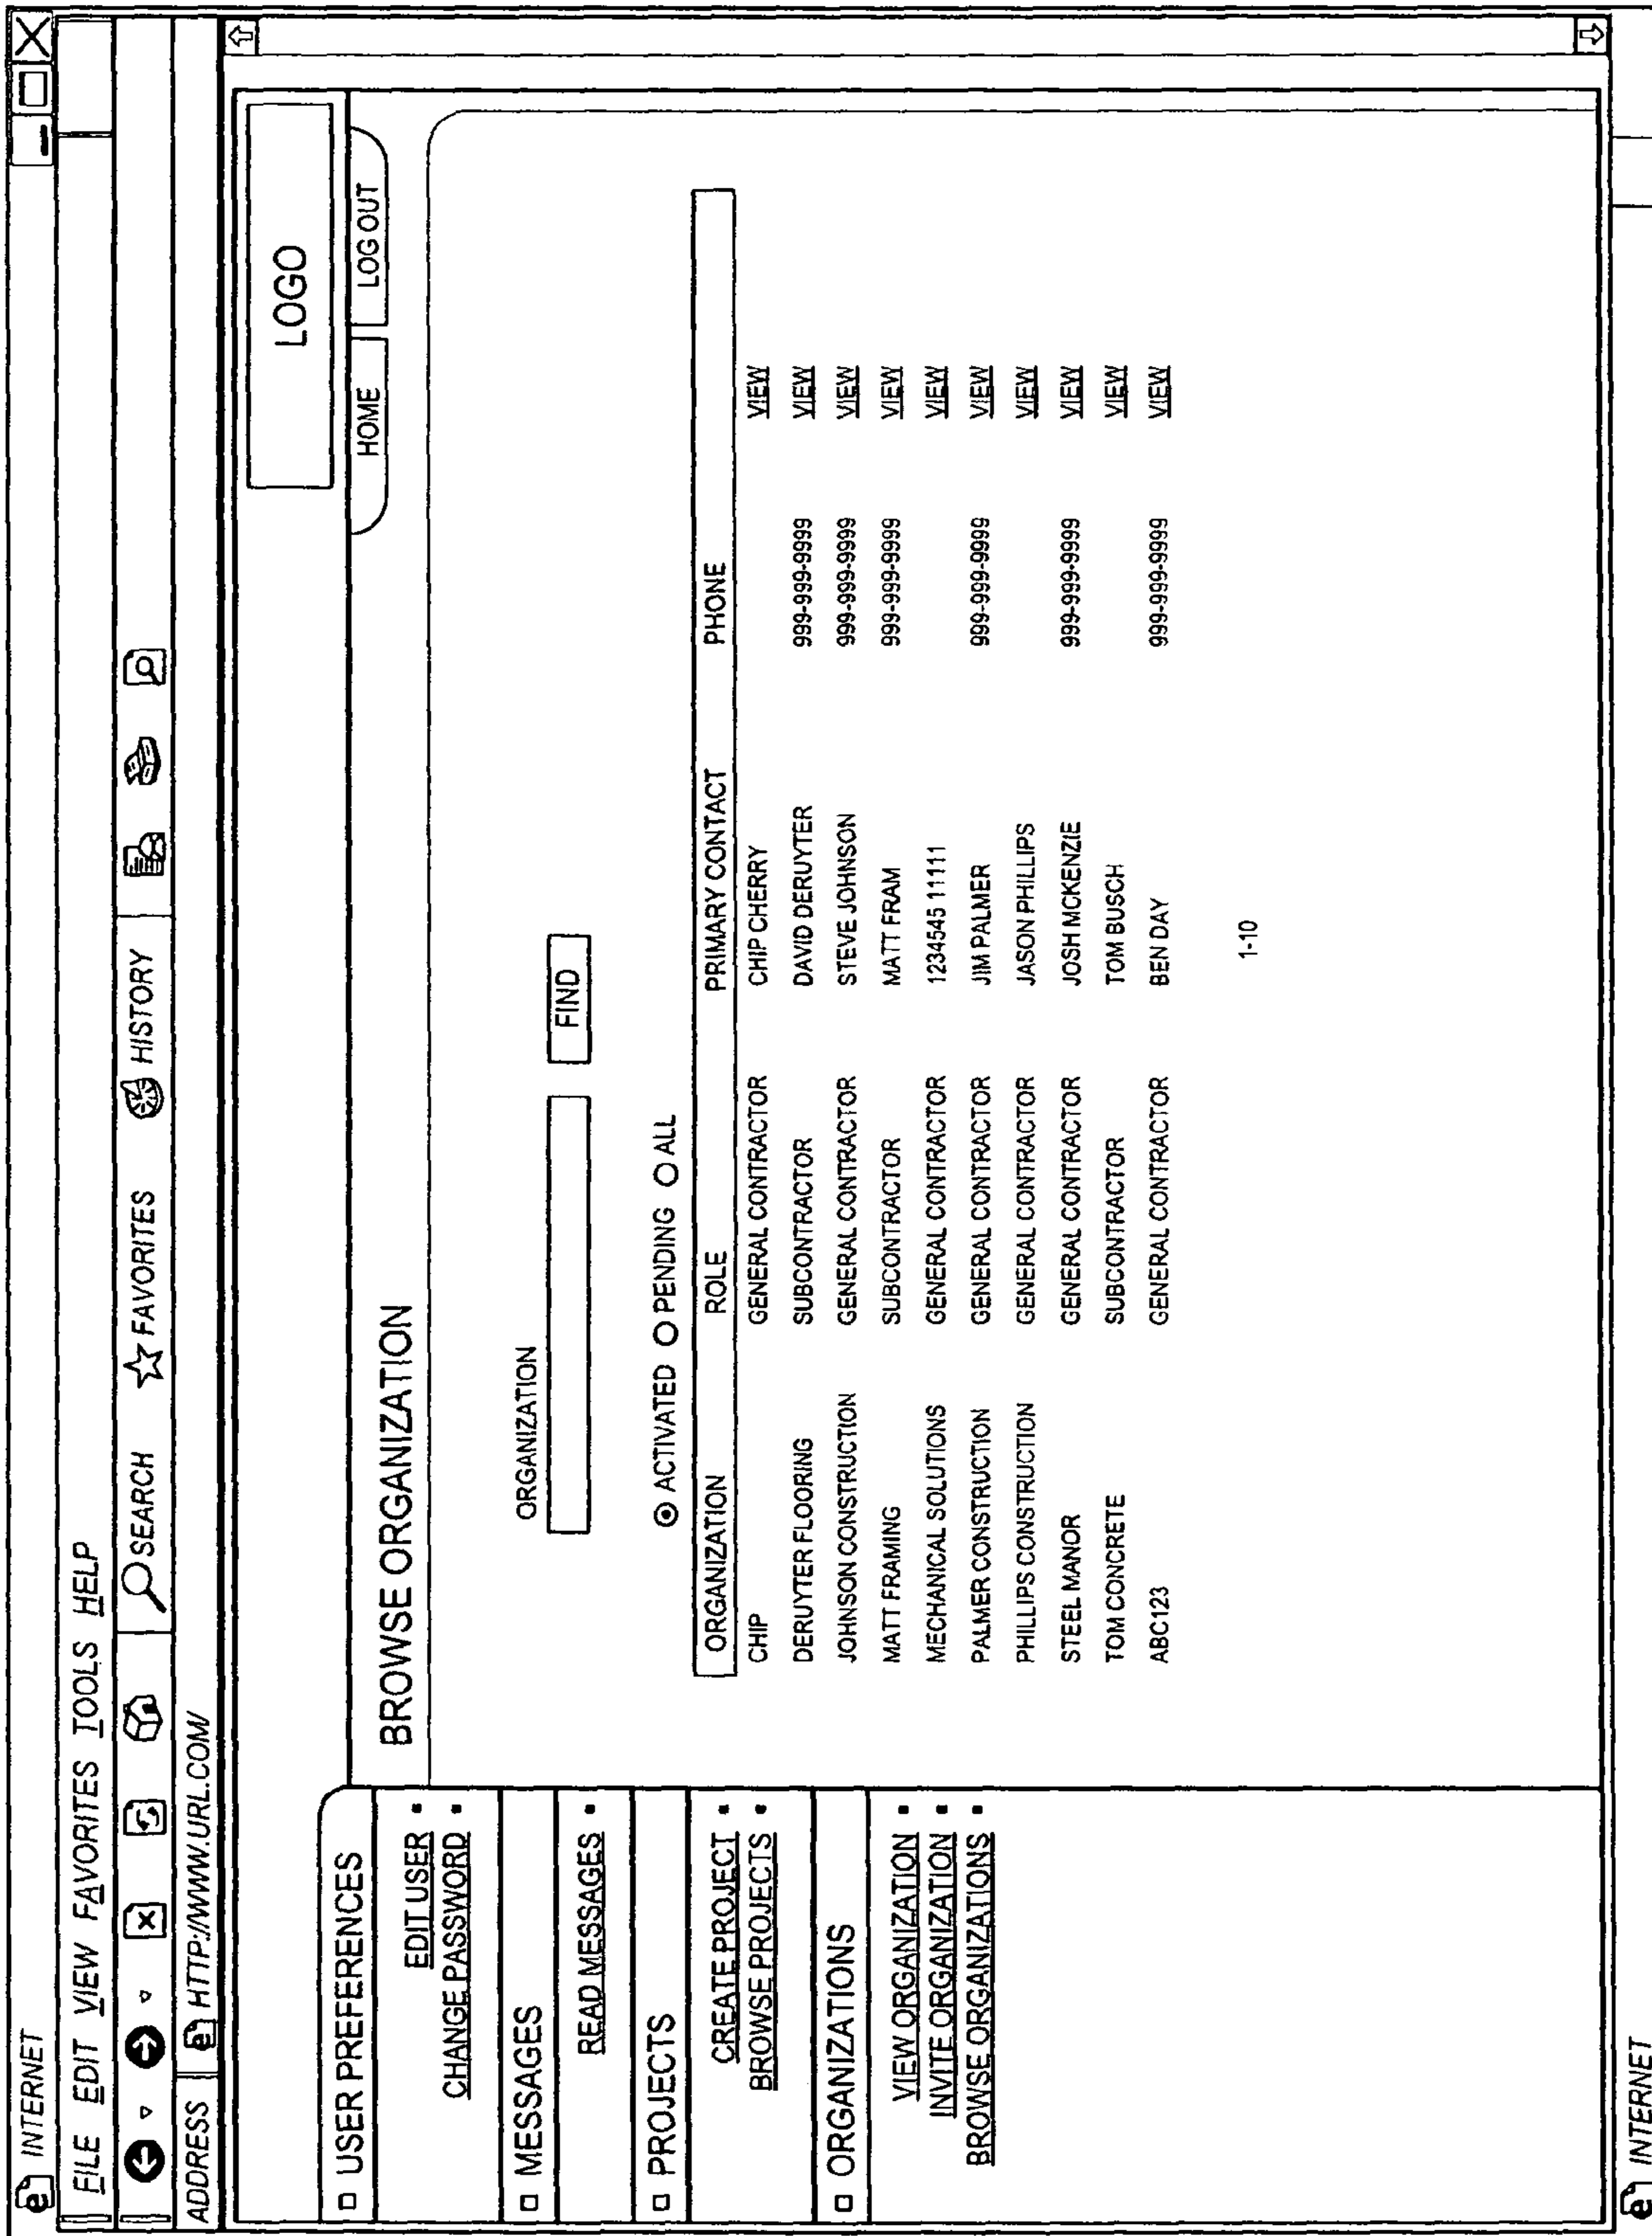 INTERNET
FILE EDIT VIEW FAVORITES TOOLS HELP
SEARCH FAVORITES HISTORY
ADDRESS HTTP://WWW.URL.COM/
LOGO
HOME LOG OUT
USER PREFERENCES
EDIT USER
CHANGE PASSWORD
MESSAGES
READ MESSAGES
PROJECTS
CREATE PROJECT
BROWSE PROJECTS
ORGANIZATIONS
VIEW ORGANIZATION
INVITE ORGANIZATION
BROWSE ORGANIZATIONS
BROWSE ORGANIZATION
ORGANIZATION
FIND
ACTIVATED PENDING ALL
ORGANIZATION ROLE PRIMARY CONTACT PHONE
CHIP GENERAL CONTRACTOR CHIP CHERRY VIEW
DERUYTER FLOORING SUBCONTRACTOR DAVID DERUYTER 999-999-9999 VIEW
JOHNSON CONSTRUCTION GENERAL CONTRACTOR STEVE JOHNSON 999-999-9999 VIEW
MATT FRAMING SUBCONTRACTOR MATT FRAM 999-999-9999 VIEW
MECHANICAL SOLUTIONS GENERAL CONTRACTOR 1234545 11111 VIEW
PALMER CONSTRUCTION GENERAL CONTRACTOR JIM PALMER 999-999-9999 VIEW
PHILLIPS CONSTRUCTION GENERAL CONTRACTOR JASON PHILLIPS VIEW
STEEL MANOR GENERAL CONTRACTOR JOSH MCKENZIE 999-999-9999 VIEW
TOM CONCRETE SUBCONTRACTOR TOM BUSCH VIEW
ABC123 GENERAL CONTRACTOR BEN DAY 999-999-9999 VIEW
1-10
INTERNET